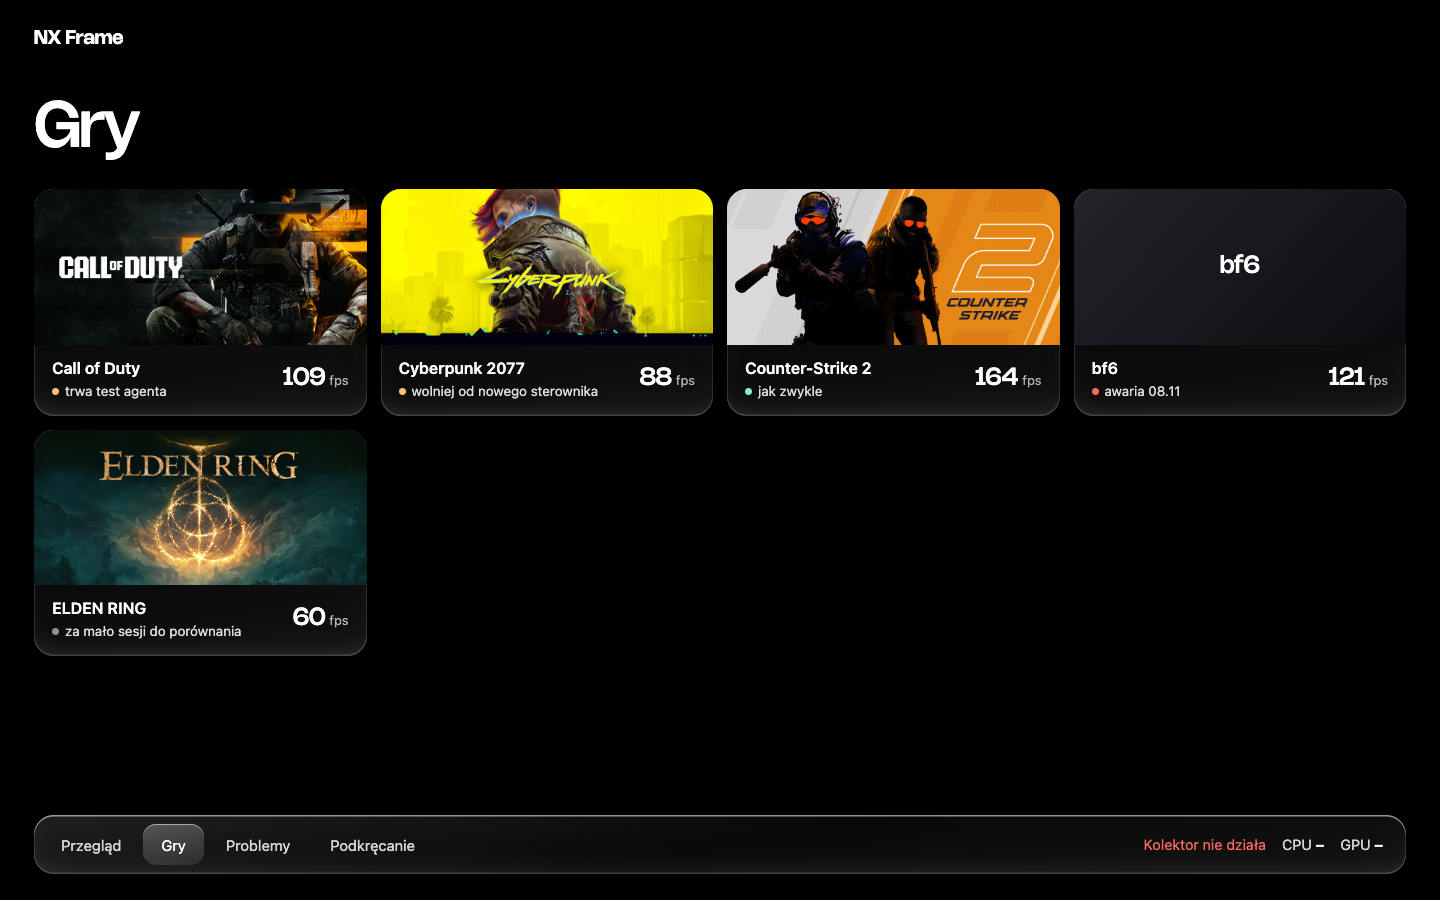 NX Frame
Gry
CALL OF DUTY
Call of Duty
trwa test agenta
109 fps
CYBERPUNK
2077
Cyberpunk 2077
wolniej od nowego sterownika
88 fps
2
COUNTER
STRIKE
Counter-Strike 2
jak zwykle
164 fps
bf6
bf6
awaria 08.11
121 fps
ELDEN RING
ELDEN RING
za mało sesji do porównania
60 fps
Przegląd Gry Problemy Podkręcanie Kolektor nie działa CPU – GPU –